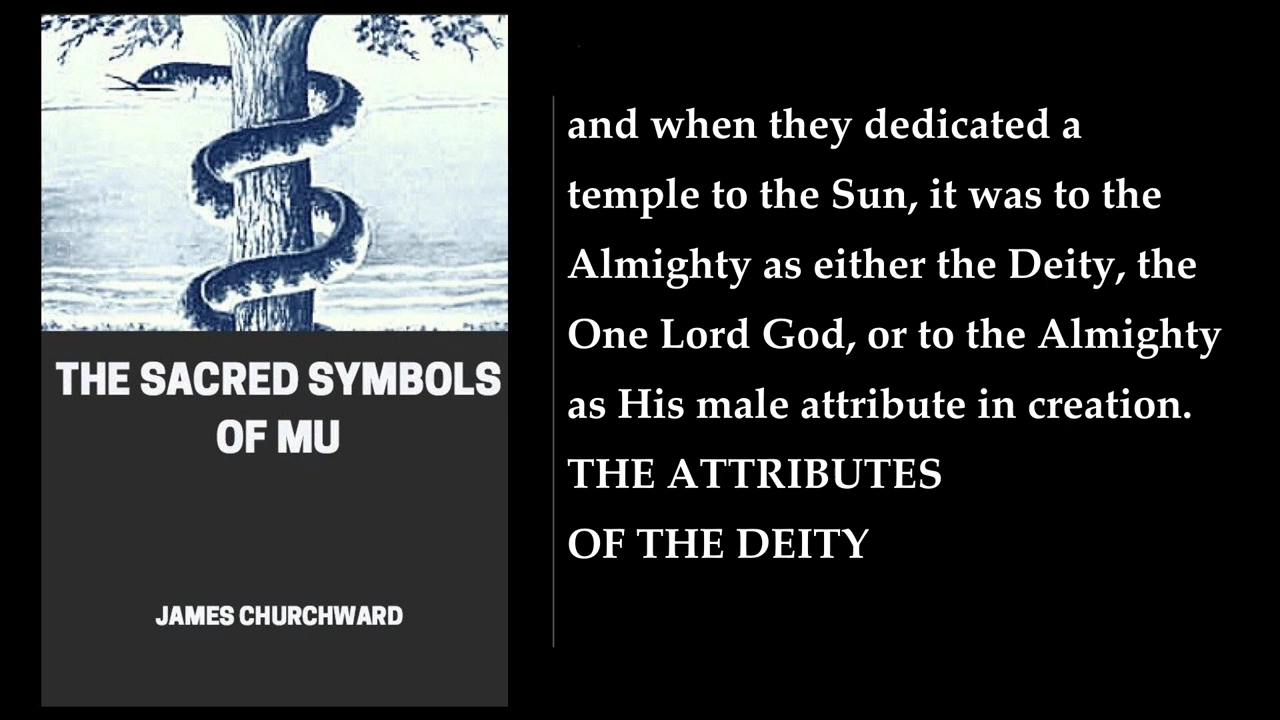 THE SACRED SYMBOLS
OF MU
JAMES CHURCHWARD
and when they dedicated a
temple to the Sun, it was to the
Almighty as either the Deity, the
One Lord God, or to the Almighty
as His male attribute in creation.
THE ATTRIBUTES
OF THE DEITY